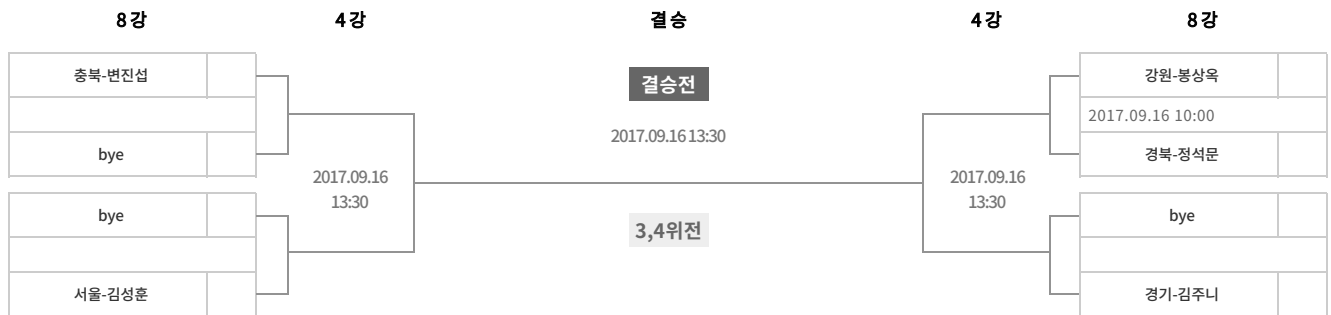 8강
4강
결승
4강
8강
충북-변진섭
bye
bye
서울-김성훈
2017.09.16
13:30
결승전
2017.09.16 13:30
3,4위전
2017.09.16
13:30
강원-봉상옥
2017.09.16 10:00
경북-정석문
bye
경기-김주니